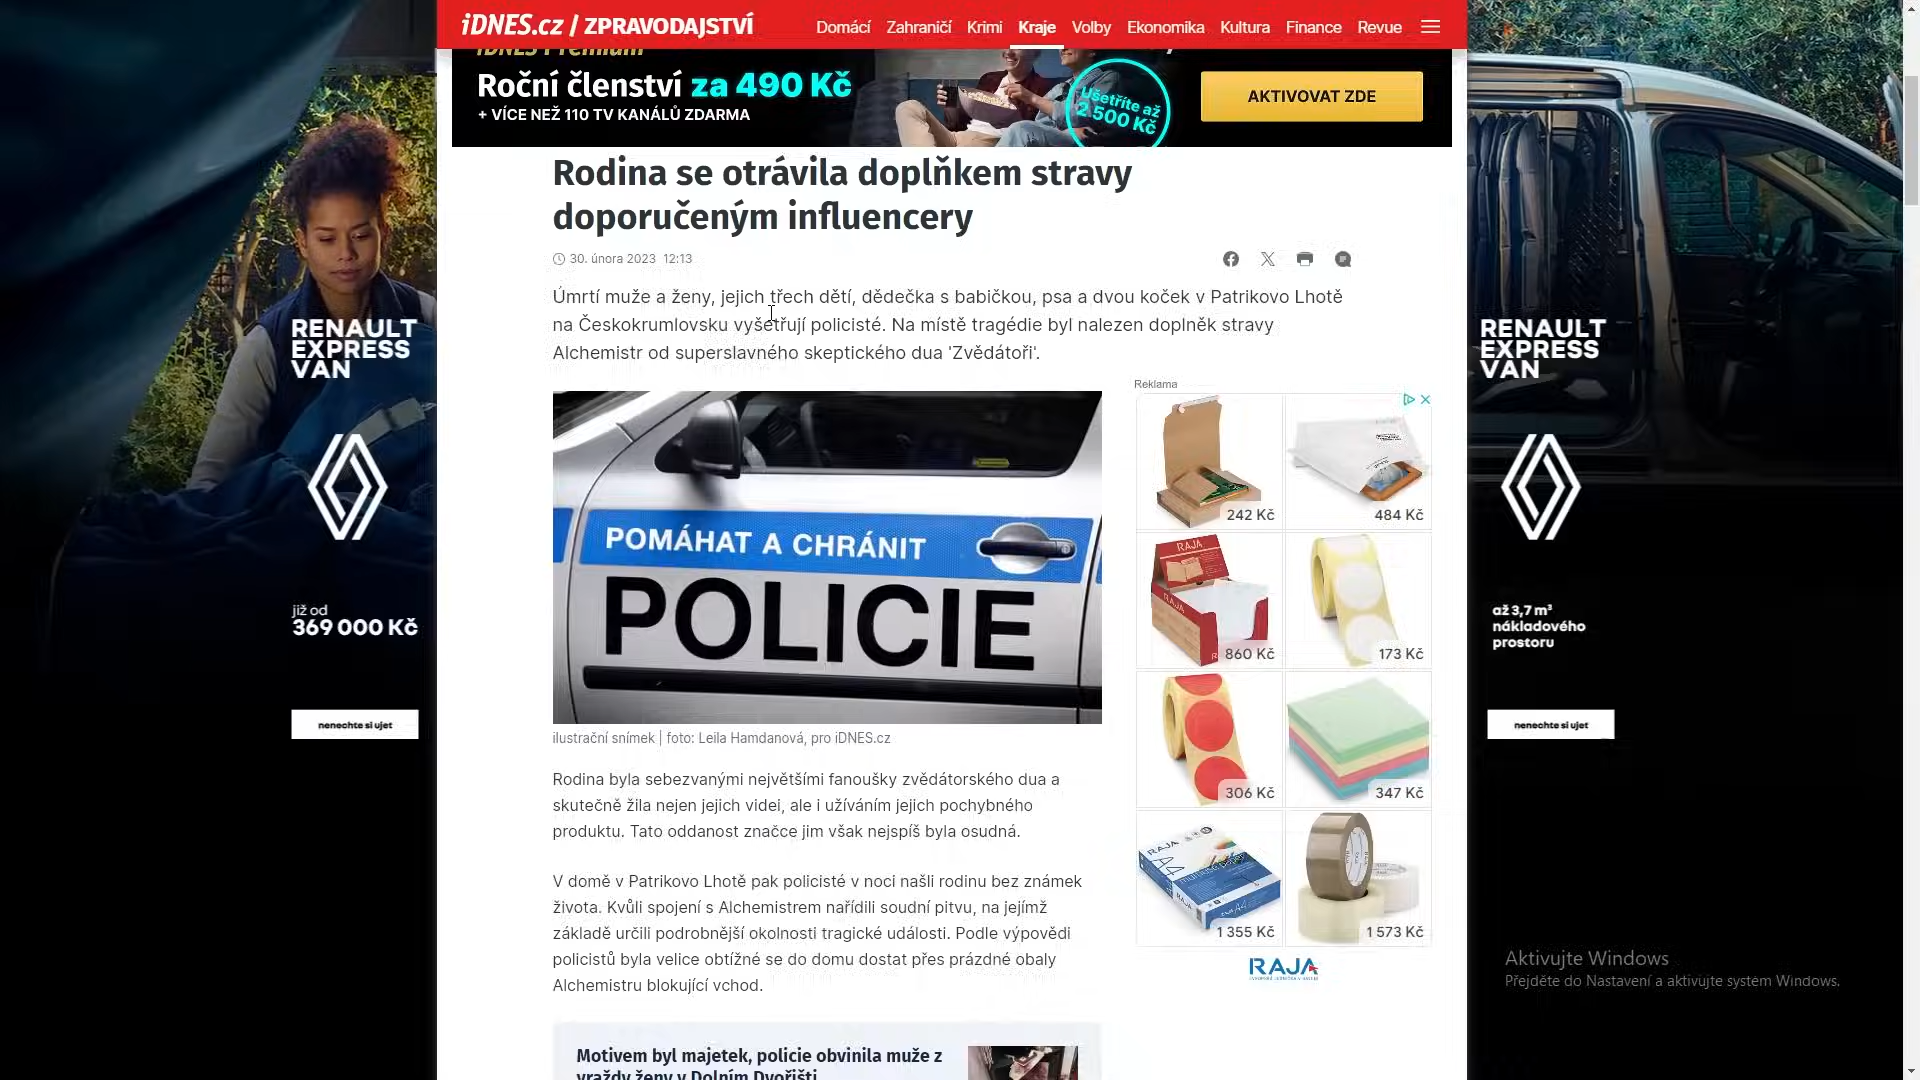 iDNES.cz / ZPRAVODAJSTVÍ
Domácí Zahraničí Krimi Kraje Volby Ekonomika Kultura Finance Revue
iDNES Premium
Roční členství za 490 Kč
+ VÍCE NEŽ 110 TV KANÁLŮ ZDARMA
Ušetříte až
2 500 Kč
AKTIVOVAT ZDE
Rodina se otrávila doplňkem stravy
doporučeným influencery
30. února 2023 12:13
Úmrtí muže a ženy, jejich třech dětí, dědečka s babičkou, psa a dvou koček v Patrikovo Lhotě
na Českokrumlovsku vyšetřují policisté. Na místě tragédie byl nalezen doplněk stravy
Alchemistr od superslavného skeptického dua 'Zvědátoři'.
POMÁHAT A CHRÁNIT
POLICIE
ilustrační snímek | foto: Leila Hamdanová, pro iDNES.cz
Rodina byla sebezvanými největšími fanoušky zvědátorského dua a
skutečně žila nejen jejich videi, ale i užíváním jejich pochybného
produktu. Tato oddanost značce jim však nejspíš byla osudná.
V domě v Patrikovo Lhotě pak policisté v noci našli rodinu bez známek
života. Kvůli spojení s Alchemistrem nařídili soudní pitvu, na jejímž
základě určili podrobnější okolnosti tragické události. Podle výpovědi
policistů byla velice obtížné se do domu dostat přes prázdné obaly
Alchemistru blokující vchod.
Motivem byl majetek, policie obvinila muže z
vraždy ženy v Dolním Dvořišti
Reklama
242 Kč
484 Kč
RAJA
860 Kč
173 Kč
306 Kč
347 Kč
RAJA
A4
1 355 Kč
1 573 Kč
RAJA
RENAULT
EXPRESS
VAN
již od
369 000 Kč
nenechte si ujet
RENAULT
EXPRESS
VAN
až 3,7 m³
nákladového
prostoru
nenechte si ujet
Aktivujte Windows
Přejděte do Nastavení a aktivujte systém Windows.